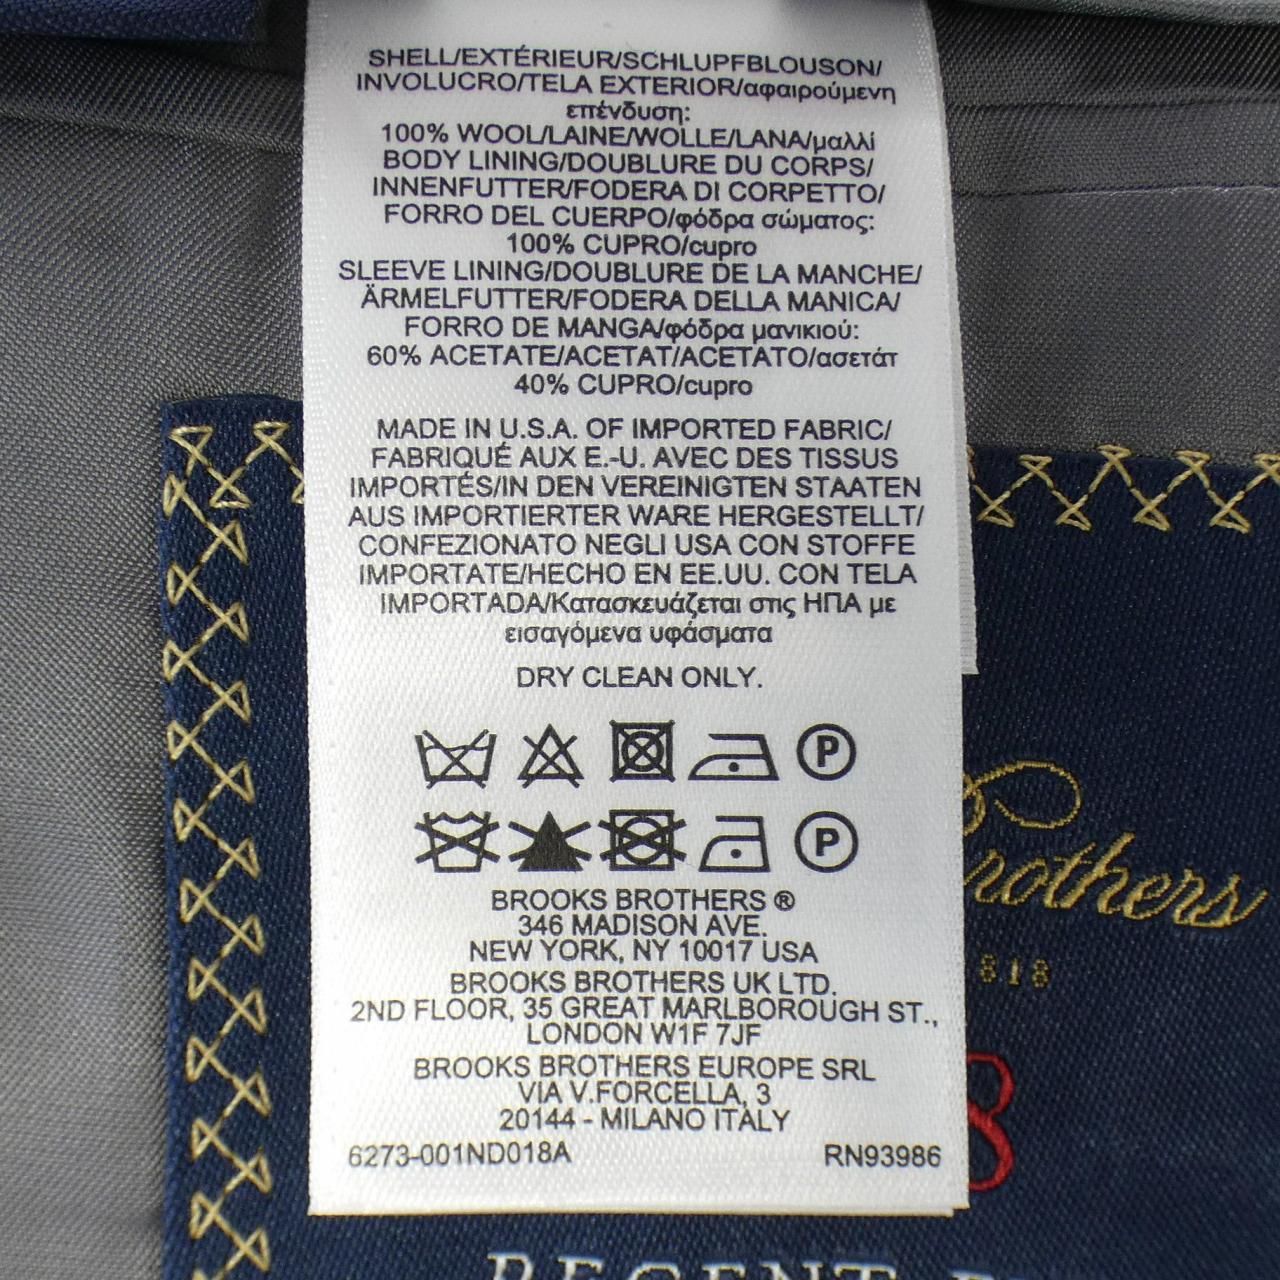 SHELL/EXTÉRIEUR/SCHLUPFBLOUSON/
INVOLUCRO/TELA EXTERIOR/αφαιρούμενη
επένδυση:
100% WOOL/LAINE/WOLLE/LANA/μαλλί
BODY LINING/DOUBLURE DU CORPS/
INNENFUTTER/FODERA DI CORPETTO/
FORRO DEL CUERPO/φόδρα σώματος:
100% CUPRO/cupro
SLEEVE LINING/DOUBLURE DE LA MANCHE/
ÄRMELFUTTER/FODERA DELLA MANICA/
FORRO DE MANGA/φόδρα μανικιού:
60% ACETATE/ACETAT/ACETATO/ασετάτ
40% CUPRO/cupro
MADE IN U.S.A. OF IMPORTED FABRIC/
FABRIQUÉ AUX E.-U. AVEC DES TISSUS
IMPORTÉS/IN DEN VEREINIGTEN STAATEN
AUS IMPORTIERTER WARE HERGESTELLT/
CONFEZIONATO NEGLI USA CON STOFFE
IMPORTATE/HECHO EN EE.UU. CON TELA
IMPORTADA/Κατασκευάζεται στις ΗΠΑ με
εισαγόμενα υφάσματα
DRY CLEAN ONLY.
P
P
BROOKS BROTHERS ®
346 MADISON AVE.
NEW YORK, NY 10017 USA
BROOKS BROTHERS UK LTD.
2ND FLOOR, 35 GREAT MARLBOROUGH ST.,
LONDON W1F 7JF
BROOKS BROTHERS EUROPE SRL
VIA V.FORCELLA, 3
20144 - MILANO ITALY
6273-001ND018A RN93986
Brothers
818
8
REGENT